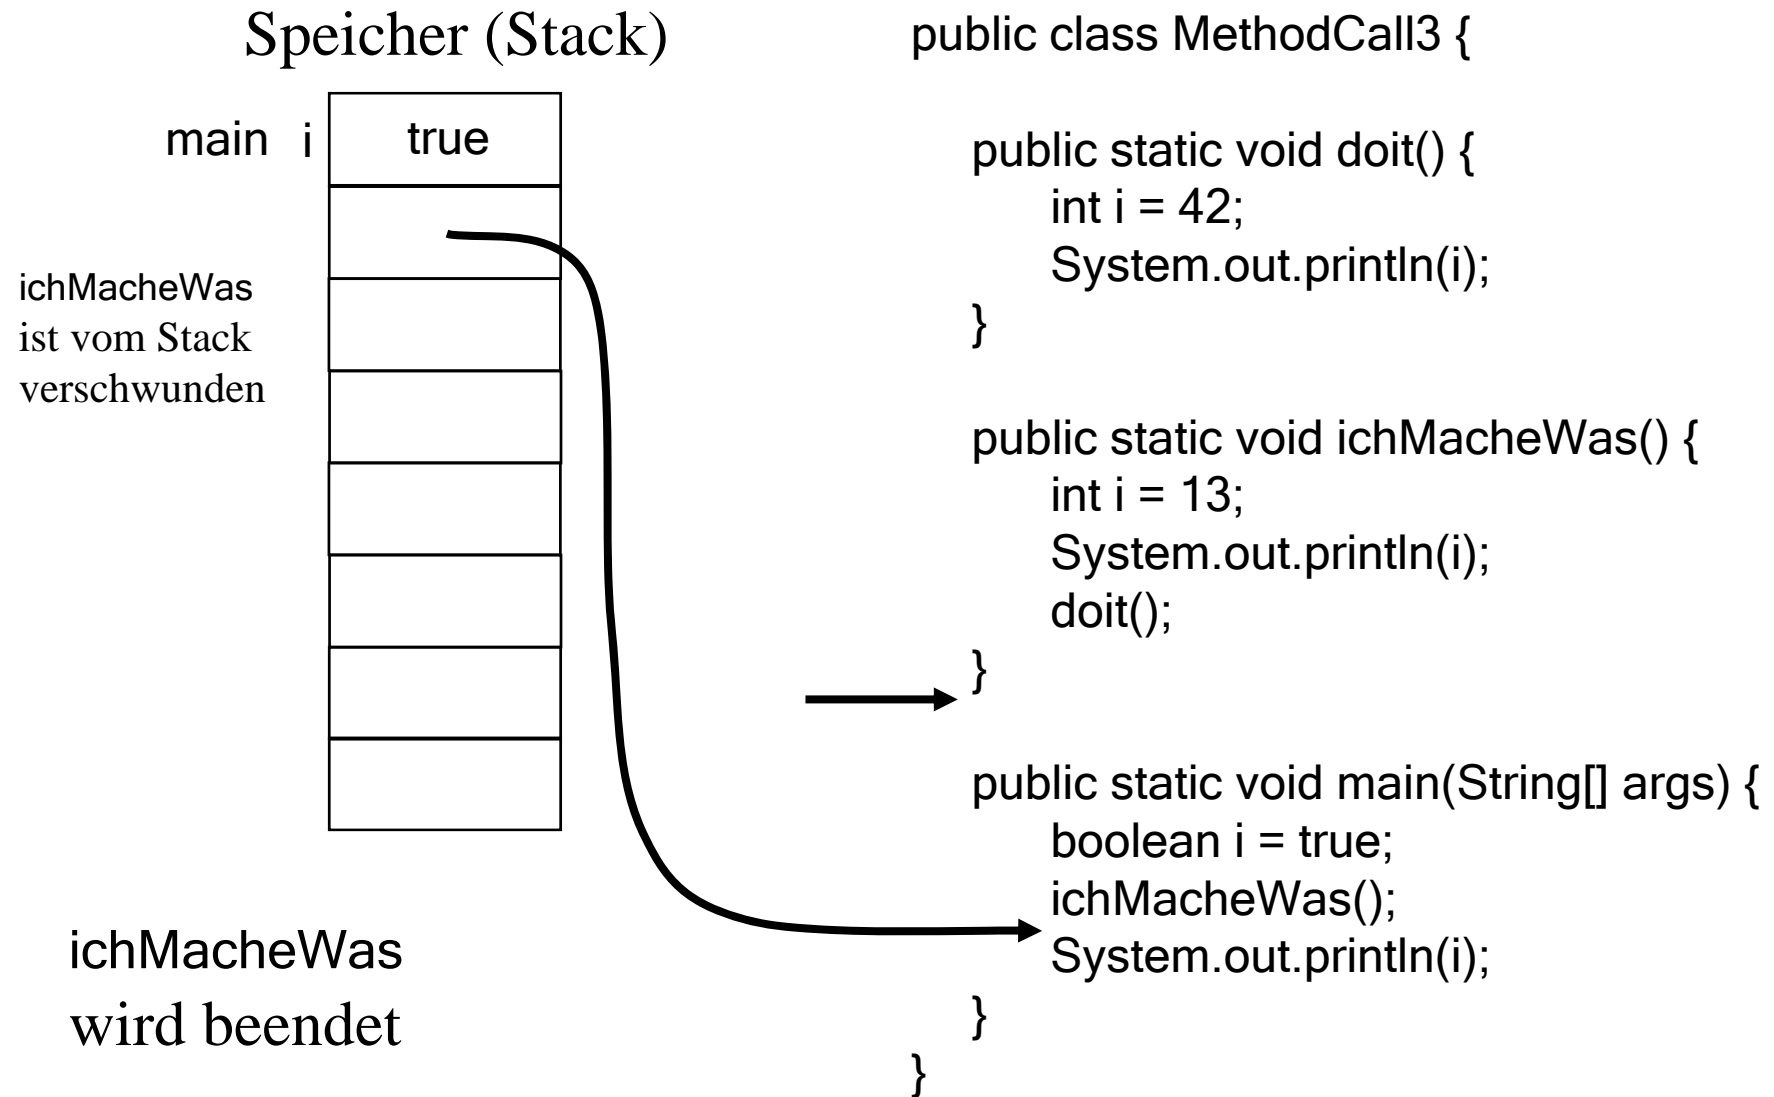 Speicher (Stack)
main i true
ichMacheWas
ist vom Stack
verschwunden
ichMacheWas
wird beendet
public class MethodCall3 {
public static void doit() {
int i = 42;
System.out.println(i);
}
public static void ichMacheWas() {
int i = 13;
System.out.println(i);
doit();
}
public static void main(String[] args) {
boolean i = true;
ichMacheWas();
System.out.println(i);
}
}